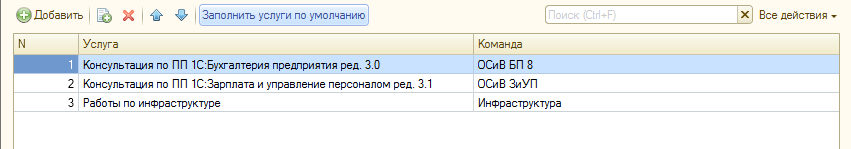 Добавить Заполнить услуги по умолчанию Поиск (Ctrl+F) Все действия
N Услуга Команда
1 Консультация по ПП 1С:Бухгалтерия предприятия ред. 3.0 ОСиВ БП 8
2 Консультация по ПП 1С:Зарплата и управление персоналом ред. 3.1 ОСиВ ЗиУП
3 Работы по инфраструктуре Инфраструктура